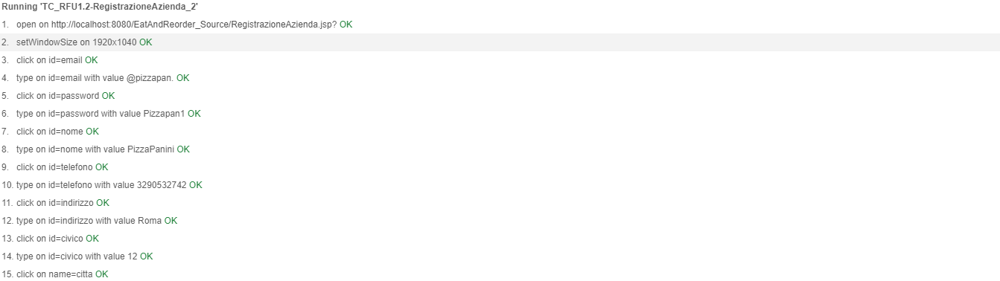 Running 'TC_RFU1.2-RegistrazioneAzienda_2'
1. open on http://localhost:8080/EatAndReorder_Source/RegistrazioneAzienda.jsp? OK
2. setWindowSize on 1920x1040 OK
3. click on id=email OK
4. type on id=email with value @pizzapan. OK
5. click on id=password OK
6. type on id=password with value Pizzapan1 OK
7. click on id=nome OK
8. type on id=nome with value PizzaPanini OK
9. click on id=telefono OK
10. type on id=telefono with value 3290532742 OK
11. click on id=indirizzo OK
12. type on id=indirizzo with value Roma OK
13. click on id=civico OK
14. type on id=civico with value 12 OK
15. click on name=citta OK